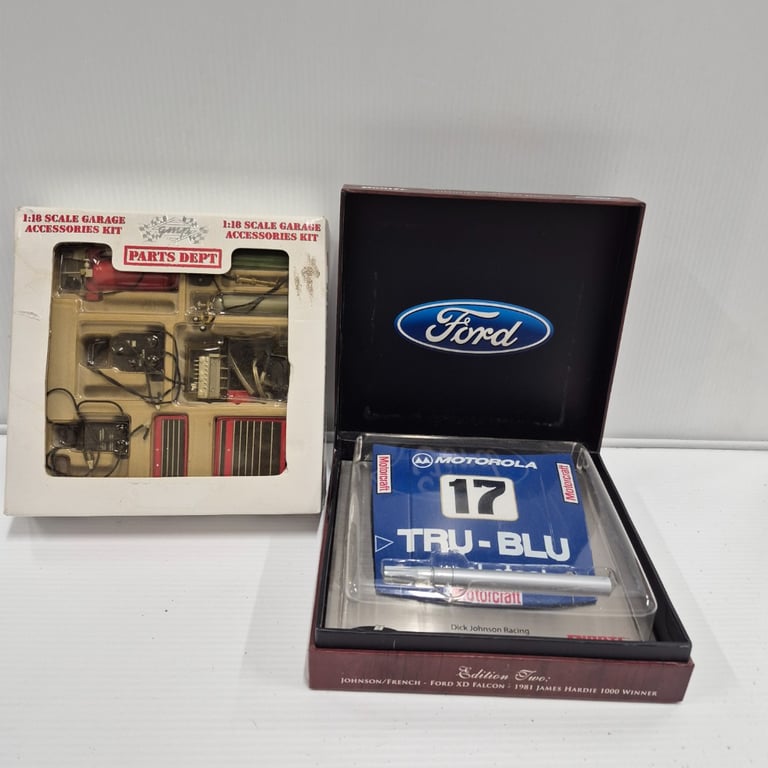 1:18 SCALE GARAGE
ACCESSORIES KIT
gmp
1:18 SCALE GARAGE
ACCESSORIES KIT
PARTS DEPT
Ford
MOTOROLA
Motorcraft
Motorcraft
17
TRU-BLU
Motorcraft
Dick Johnson Racing
Edition Two:
JOHNSON/FRENCH - FORD XD FALCON - 1981 JAMES HARDIE 1000 WINNER